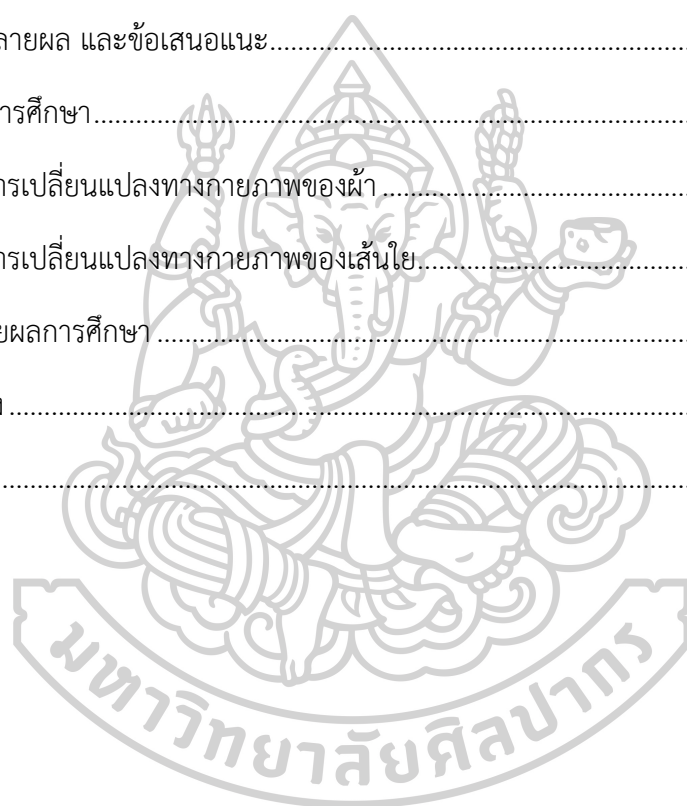 ลายผล และข้อเสนอแนะ................................................................
ารศึกษา................................................................
ารเปลี่ยนแปลงทางกายภาพของผ้า................................................................
ารเปลี่ยนแปลงทางกายภาพของเส้นใย................................................................
ยผลการศึกษา................................................................
................................................................
................................................................
มหาวิทยาลัยศิลปากร